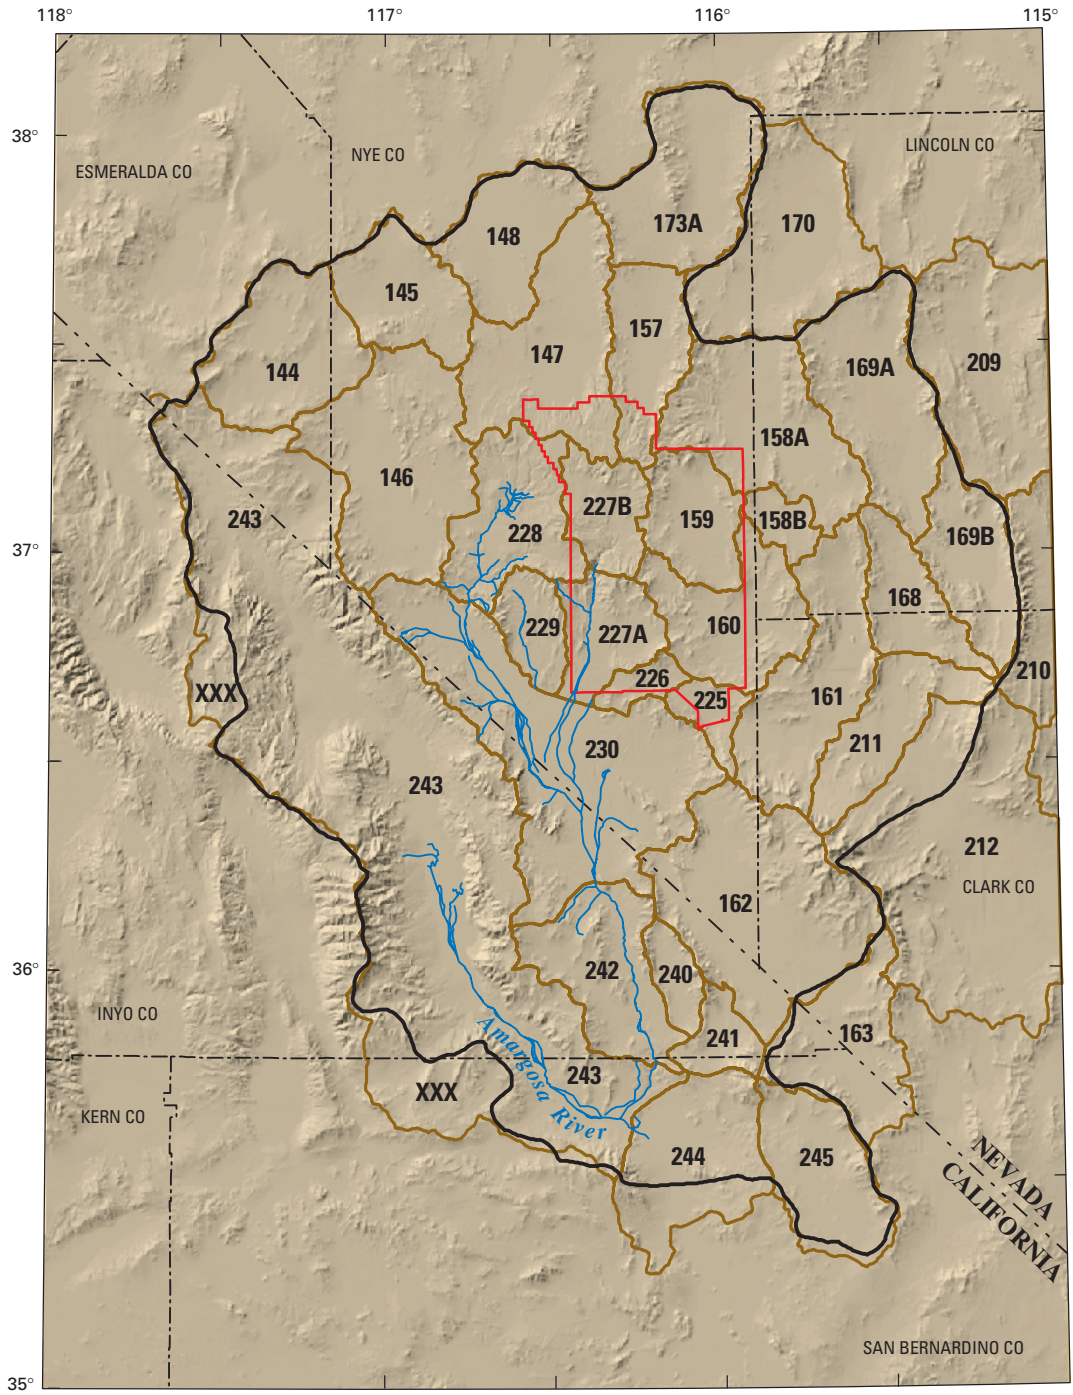 118° 117° 116° 115°
38°
ESMERALDA CO
NYE CO
LINCOLN CO
173A
170
148
145
157
147
144
169A
209
158A
146
243
227B
159
158B
228
169B
37°
168
229
227A
160
226
225
XXX
210
161
211
230
243
212
CLARK CO
162
36°
242
240
INYO CO
241
163
Amargosa River
243
XXX
KERN CO
244
245
NEVADA
CALIFORNIA
SAN BERNARDINO CO
35°